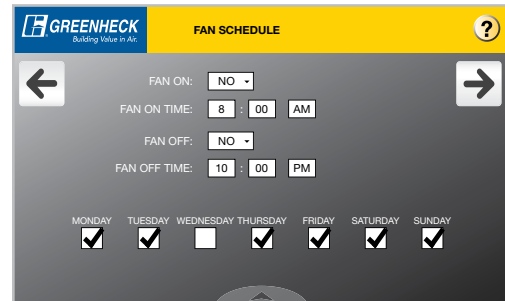 GREENHECK
Building Value in Air.
FAN SCHEDULE
?
FAN ON: NO
FAN ON TIME: 8 : 00 AM
FAN OFF: NO
FAN OFF TIME: 10 : 00 PM
MONDAY TUESDAY WEDNESDAY THURSDAY FRIDAY SATURDAY SUNDAY